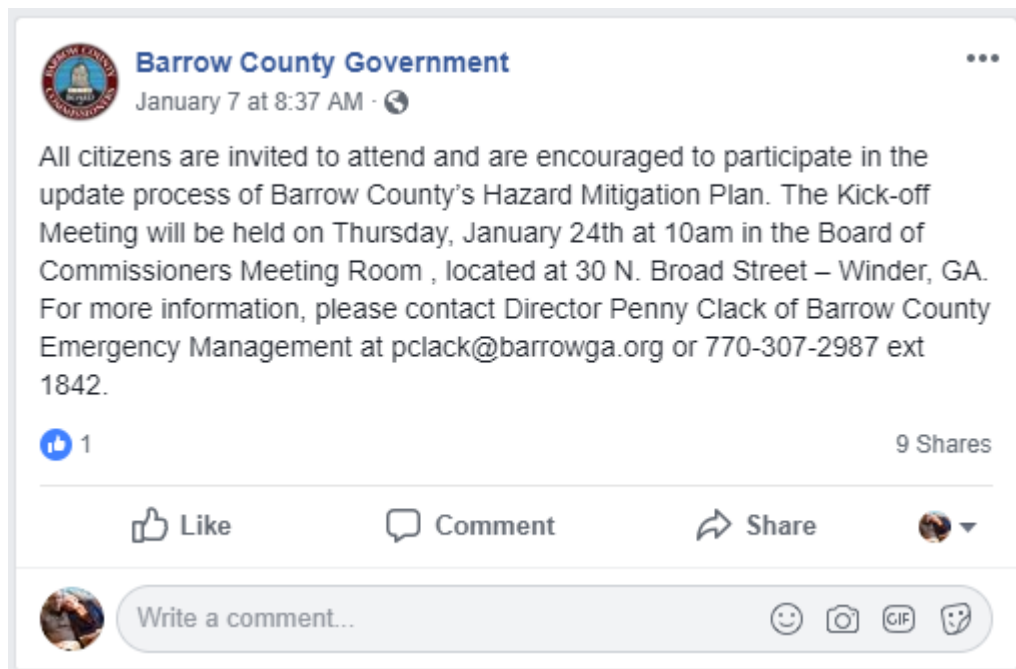 Barrow County Government
January 7 at 8:37 AM ·
All citizens are invited to attend and are encouraged to participate in the
update process of Barrow County's Hazard Mitigation Plan. The Kick-off
Meeting will be held on Thursday, January 24th at 10am in the Board of
Commissioners Meeting Room , located at 30 N. Broad Street – Winder, GA.
For more information, please contact Director Penny Clack of Barrow County
Emergency Management at pclack@barrowga.org or 770-307-2987 ext
1842.
1 9 Shares
Like Comment Share
Write a comment... GIF
BARROW COUNTY
BOARD
COMMISSIONERS